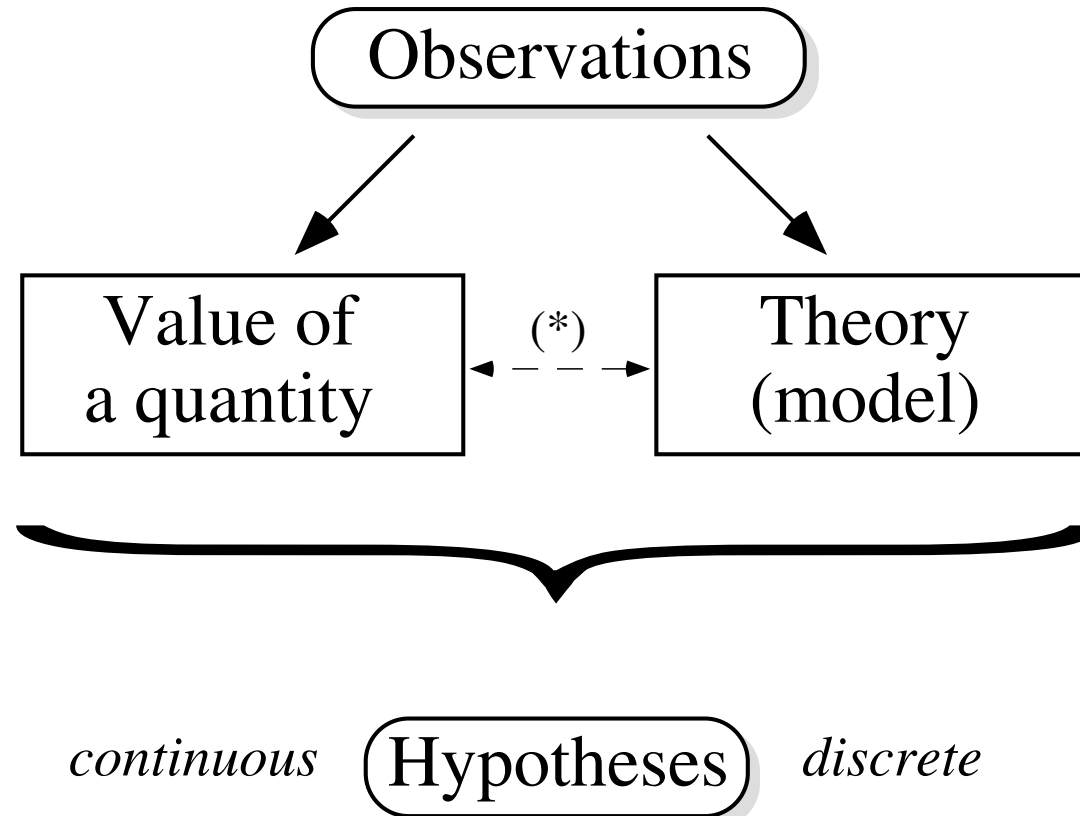 Observations
Value of
a quantity
(*)
Theory
(model)
continuous
Hypotheses
discrete